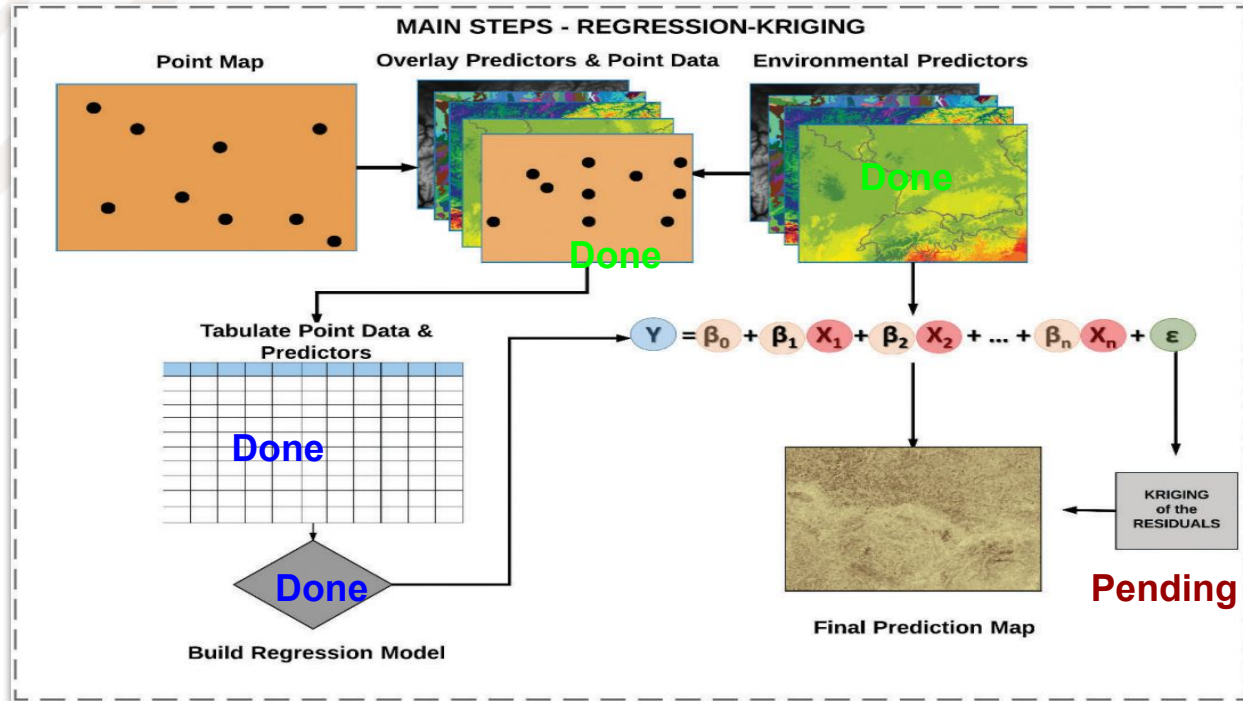 MAIN STEPS - REGRESSION-KRIGING
Point Map
Overlay Predictors & Point Data
Environmental Predictors
Done
Done
Tabulate Point Data &
Predictors
Y = β0 + β1 X1 + β2 X2 + ... + βn Xn + ε
Done
KRIGING
of the
RESIDUALS
Done
Pending
Final Prediction Map
Build Regression Model